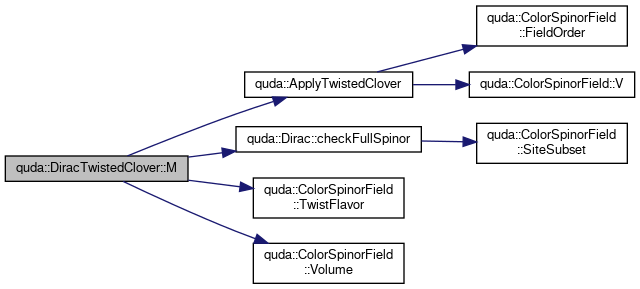 quda::DiracTwistedClover::M
quda::ApplyTwistedClover
quda::Dirac::checkFullSpinor
quda::ColorSpinorField
::TwistFlavor
quda::ColorSpinorField
::Volume
quda::ColorSpinorField
::FieldOrder
quda::ColorSpinorField::V
quda::ColorSpinorField
::SiteSubset